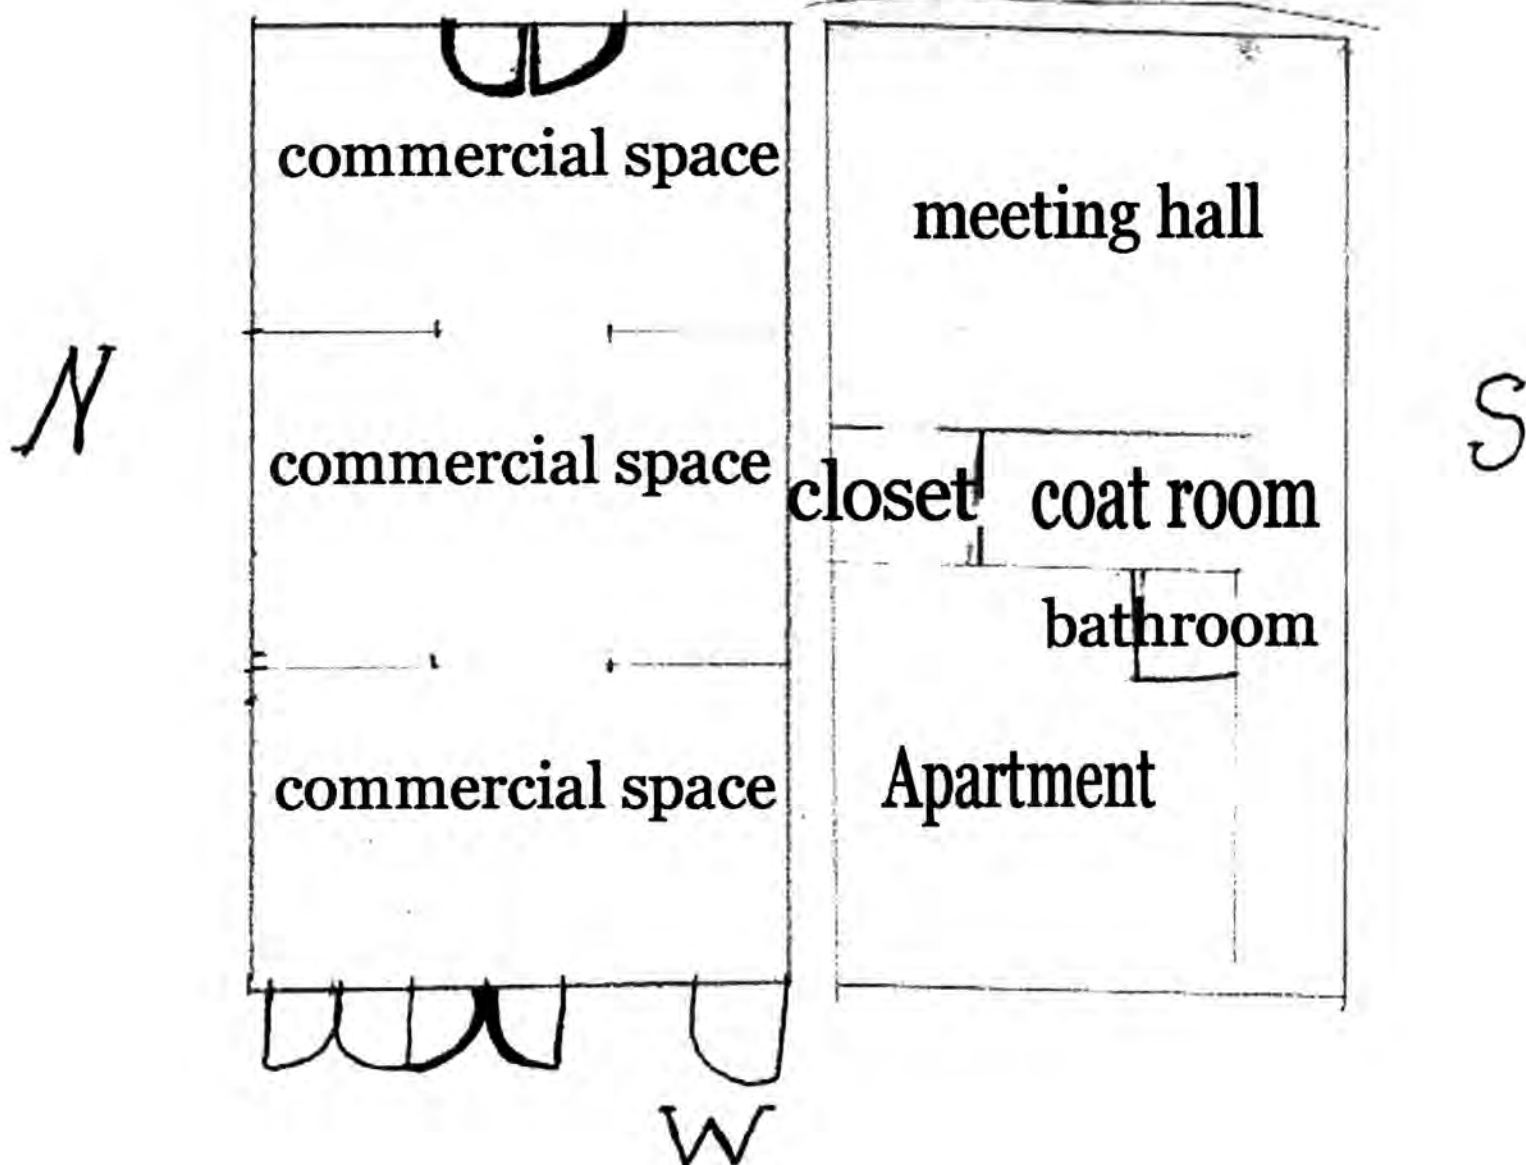 commercial space
meeting hall
N
S
commercial space
closet
coat room
bathroom
commercial space
Apartment
W